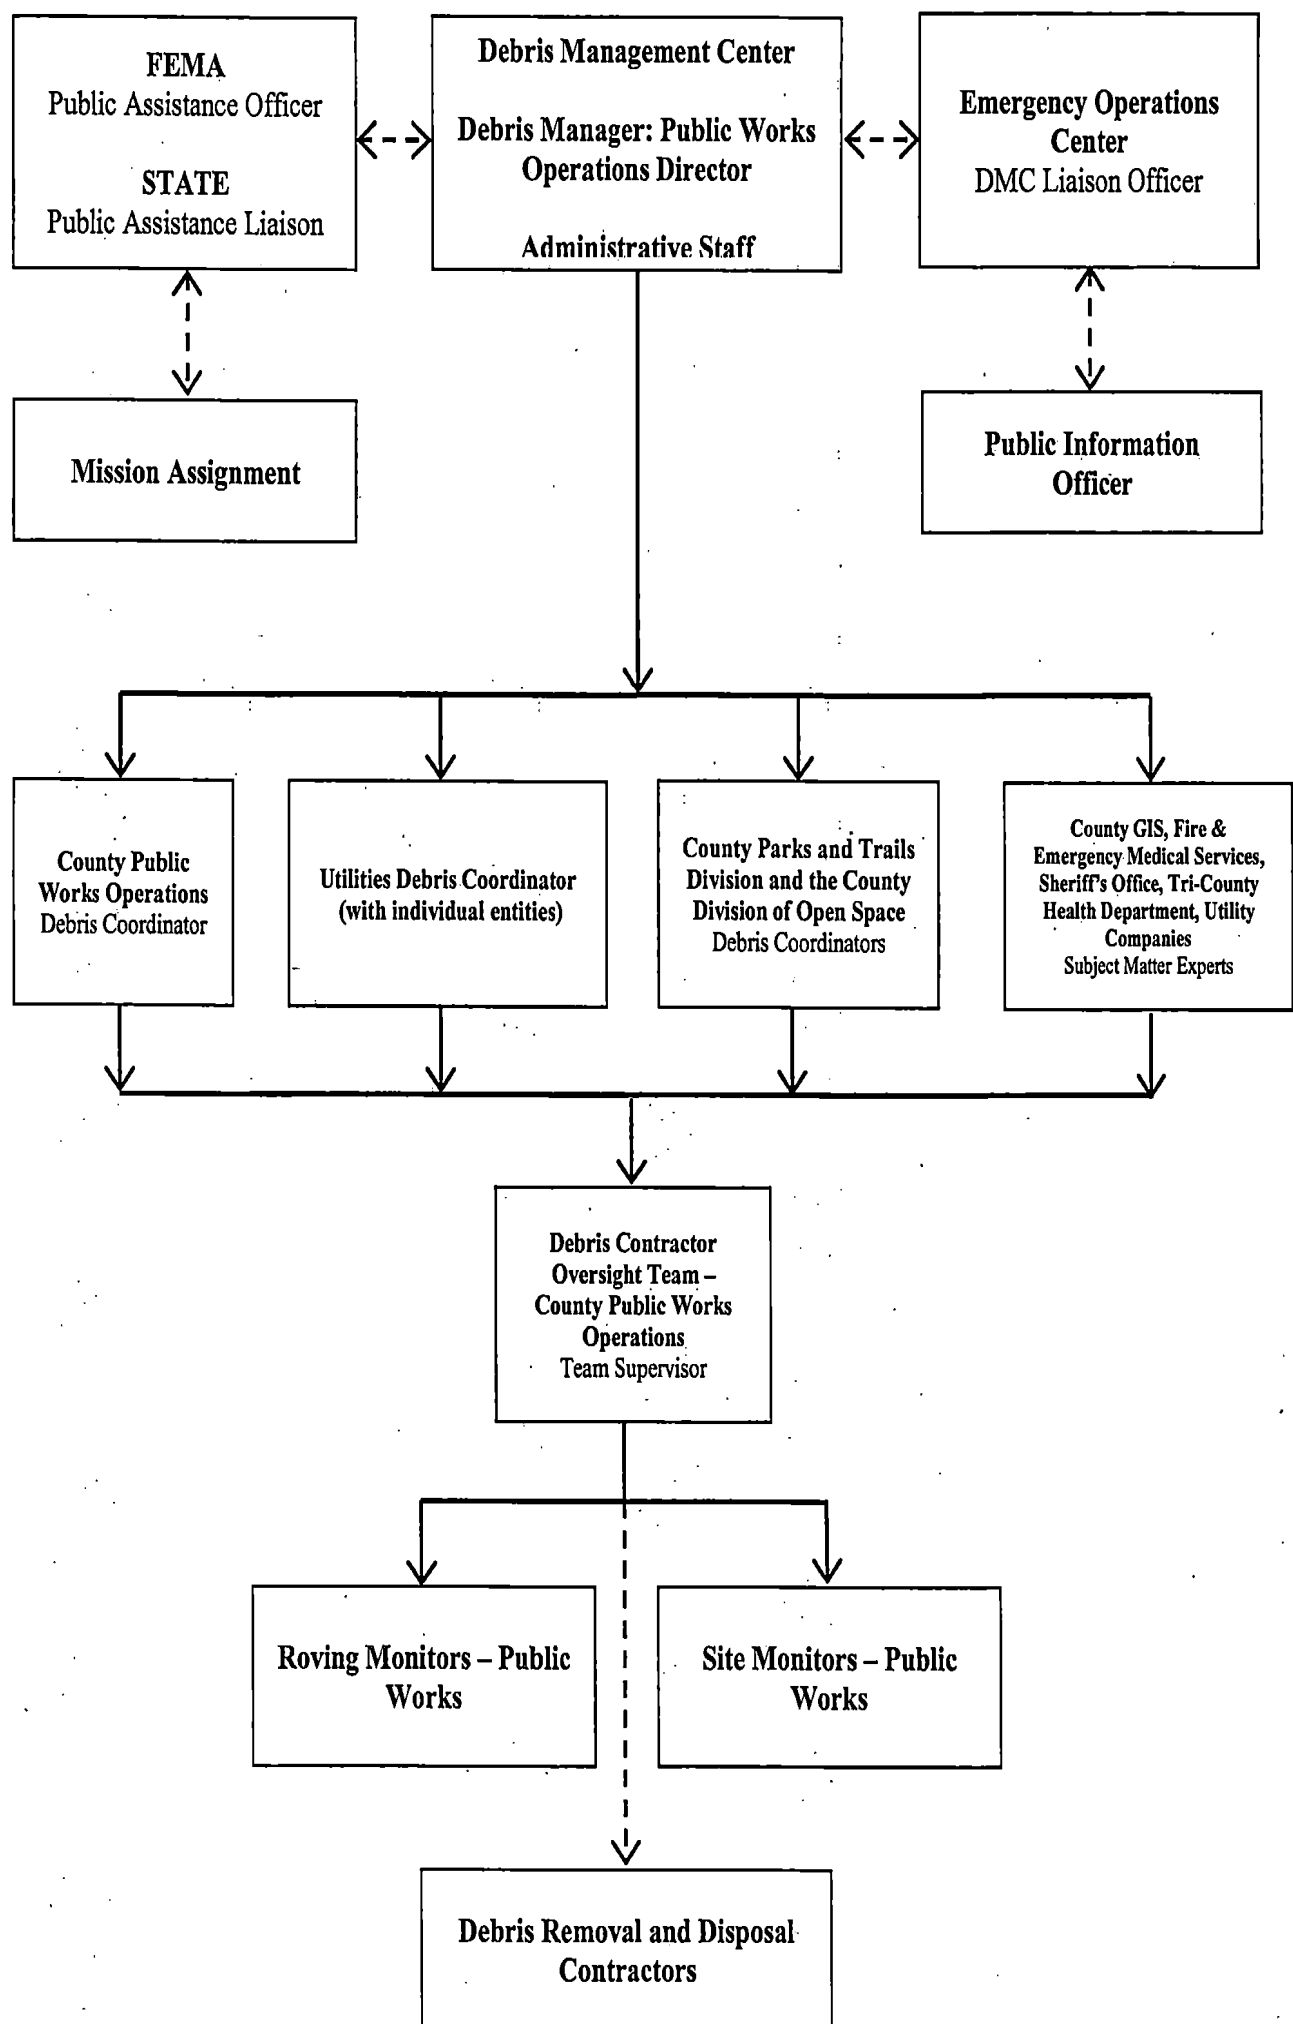 FEMA
Public Assistance Officer
STATE
Public Assistance Liaison
Debris Management Center
Debris Manager: Public Works
Operations Director
Administrative Staff
Emergency Operations
Center
DMC Liaison Officer
Mission Assignment
Public Information
Officer
County Public
Works Operations
Debris Coordinator
Utilities Debris Coordinator
(with individual entities)
County Parks and Trails
Division and the County
Division of Open Space
Debris Coordinators
County GIS, Fire &
Emergency Medical Services,
Sheriff's Office, Tri-County
Health Department, Utility
Companies
Subject Matter Experts
Debris Contractor
Oversight Team –
County Public Works
Operations
Team Supervisor
Roving Monitors – Public
Works
Site Monitors – Public
Works
Debris Removal and Disposal
Contractors